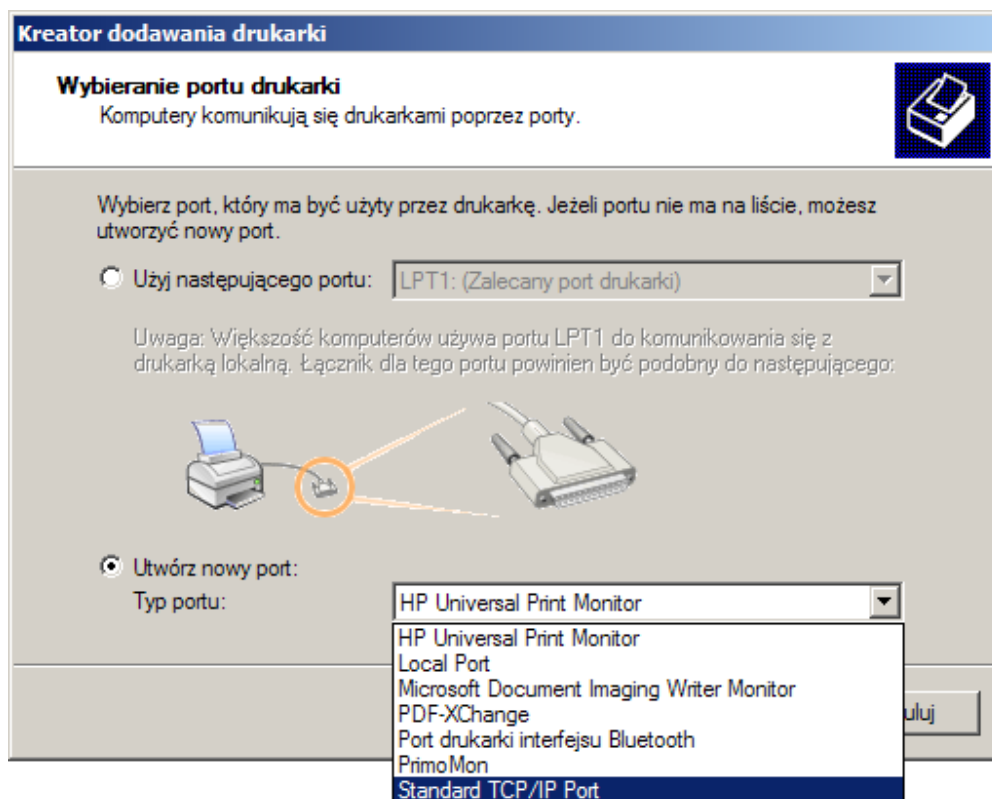 Kreator dodawania drukarki
Wybieranie portu drukarki
Komputery komunikują się drukarkami poprzez porty.
Wybierz port, który ma być użyty przez drukarkę. Jeżeli portu nie ma na liście, możesz
utworzyć nowy port.
Użyj następującego portu: LPT1: (Zalecany port drukarki)
Uwaga: Większość komputerów używa portu LPT1 do komunikowania się z
drukarką lokalną. Łącznik dla tego portu powinien być podobny do następującego:
Utwórz nowy port:
Typ portu: HP Universal Print Monitor
HP Universal Print Monitor
Local Port
Microsoft Document Imaging Writer Monitor
PDF-XChange
uluj
Port drukarki interfejsu Bluetooth
PrimoMon
Standard TCP/IP Port